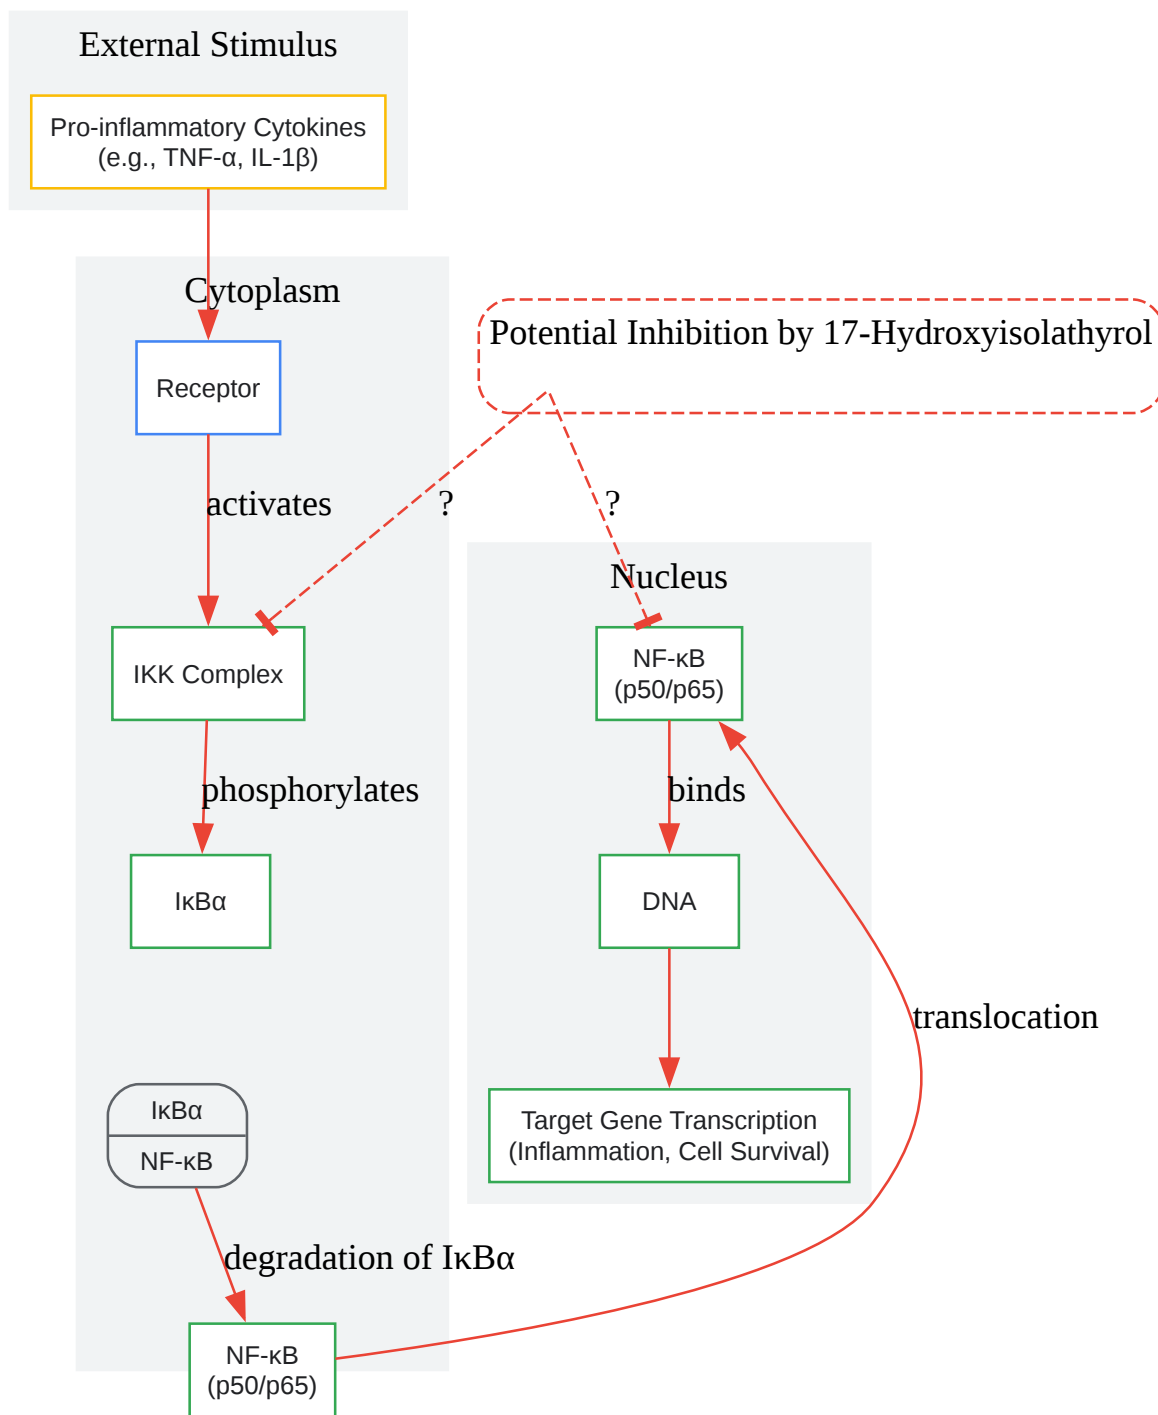 External Stimulus
Pro-inflammatory Cytokines
(e.g., TNF-α, IL-1β)
Cytoplasm
Potential Inhibition by 17-Hydroxyisolathyrol
Receptor
activates
?
?
Nucleus
IKK Complex
NF-κB
(p50/p65)
phosphorylates
binds
IκBα
DNA
translocation
IκBα
NF-κB
Target Gene Transcription
(Inflammation, Cell Survival)
degradation of IκBα
NF-κB
(p50/p65)